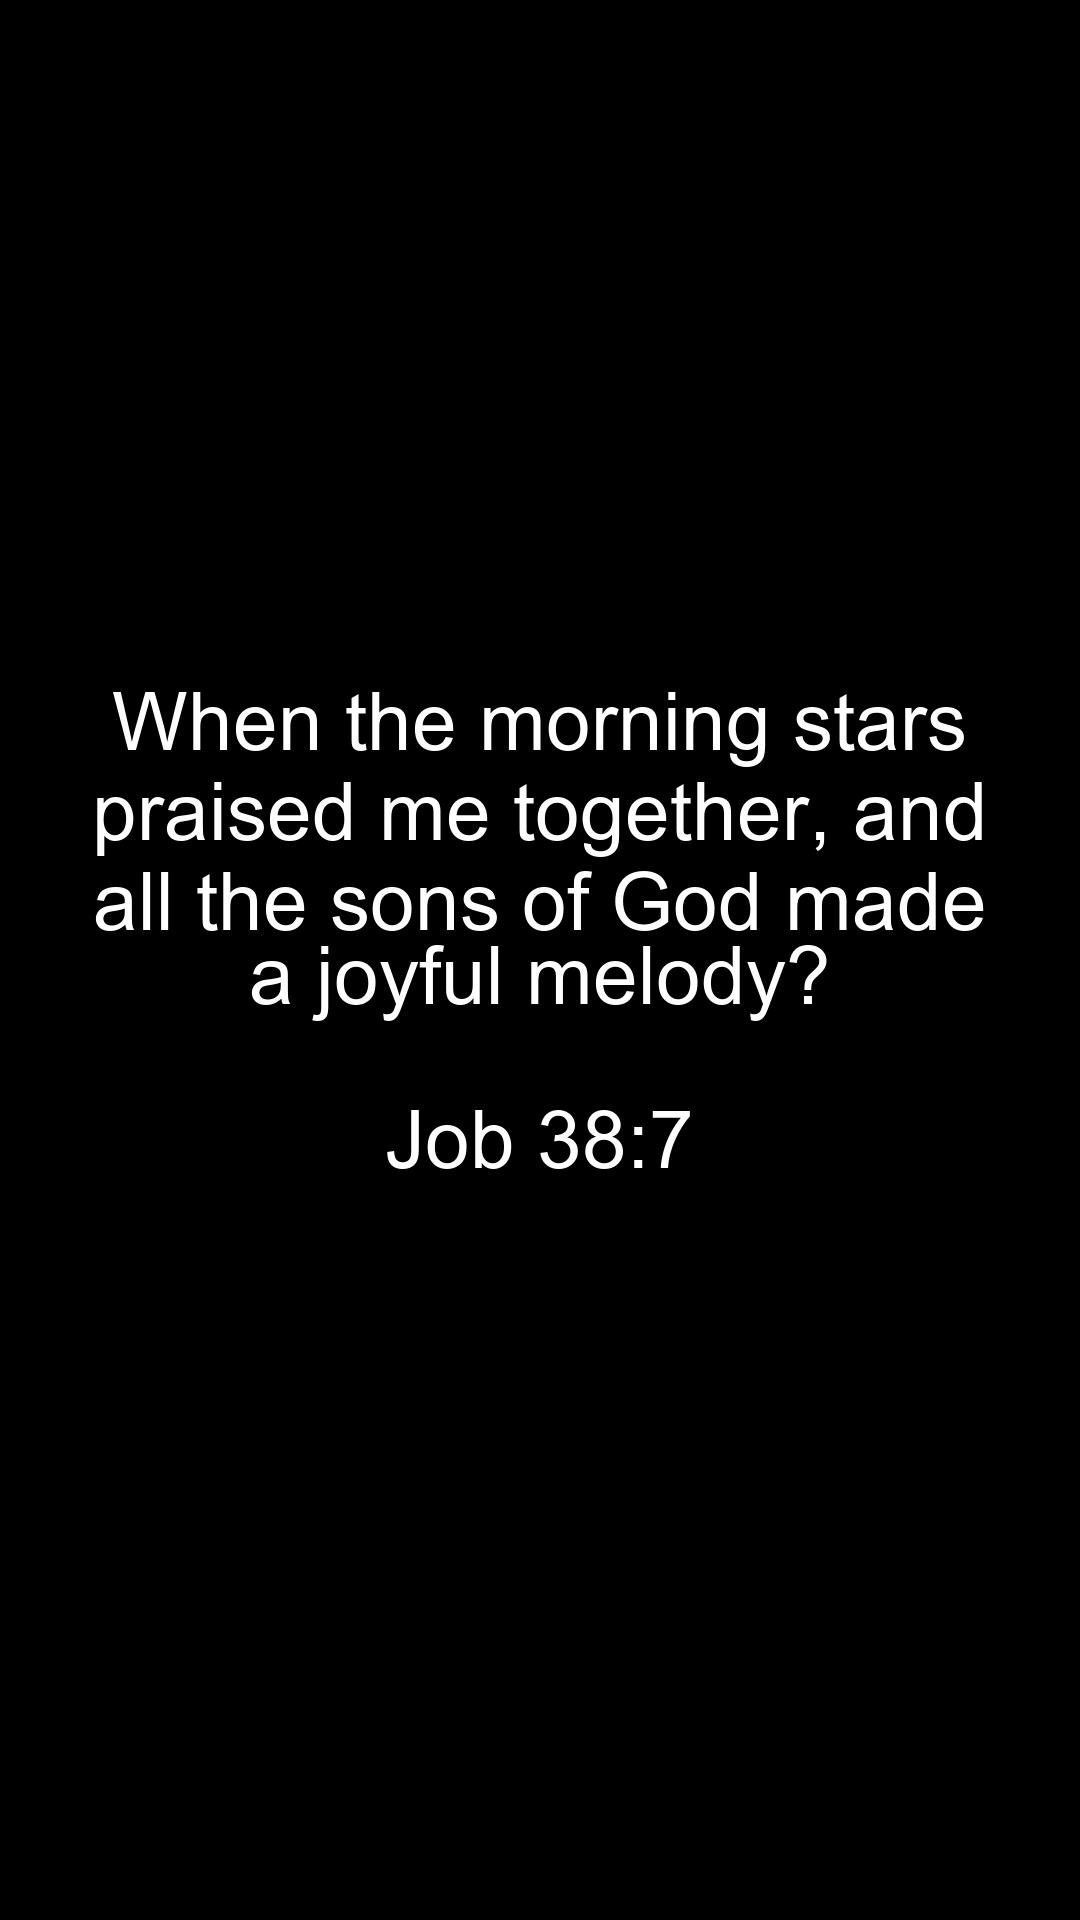 When the morning stars
praised me together, and
all the sons of God made
a joyful melody?
Job 38:7